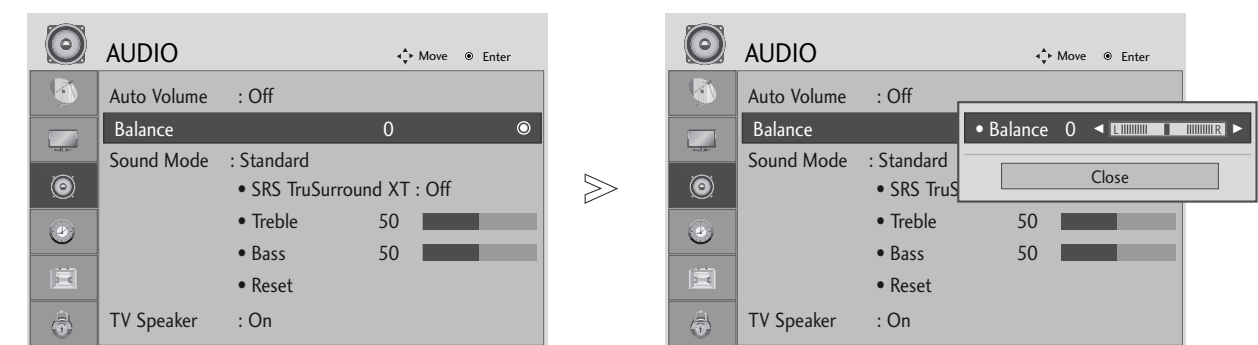 AUDIO
Move Enter
Auto Volume : Off
Balance 0
Sound Mode : Standard
• SRS TruSurround XT : Off
• Treble 50
• Bass 50
• Reset
TV Speaker : On
AUDIO
Move Enter
Auto Volume : Off
Balance
• Balance 0 L R
Sound Mode : Standard
Close
• SRS TruS
• Treble 50
• Bass 50
• Reset
TV Speaker : On